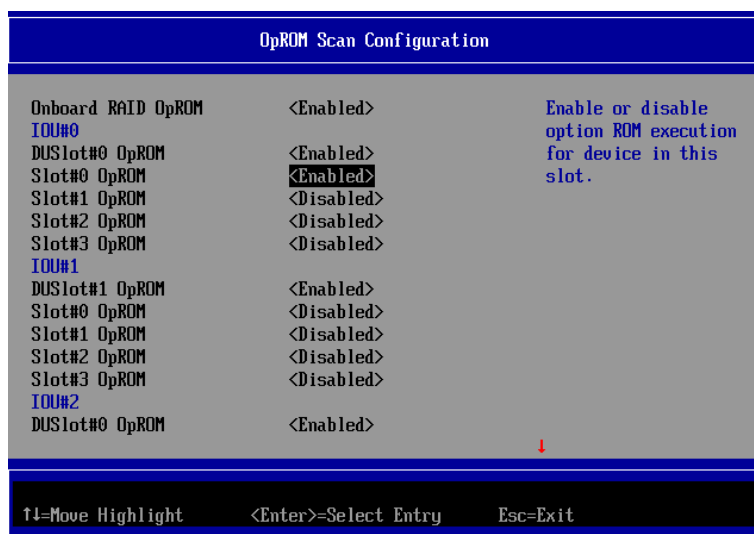 OpROM Scan Configuration
Onboard RAID OpROM <Enabled> Enable or disable
IOU#0 option ROM execution
DUSlot#0 OpROM <Enabled> for device in this
Slot#0 OpROM <Enabled> slot.
Slot#1 OpROM <Disabled>
Slot#2 OpROM <Disabled>
Slot#3 OpROM <Disabled>
IOU#1
DUSlot#1 OpROM <Enabled>
Slot#0 OpROM <Disabled>
Slot#1 OpROM <Disabled>
Slot#2 OpROM <Disabled>
Slot#3 OpROM <Disabled>
IOU#2
DUSlot#0 OpROM <Enabled>
↓
↑↓=Move Highlight <Enter>=Select Entry Esc=Exit